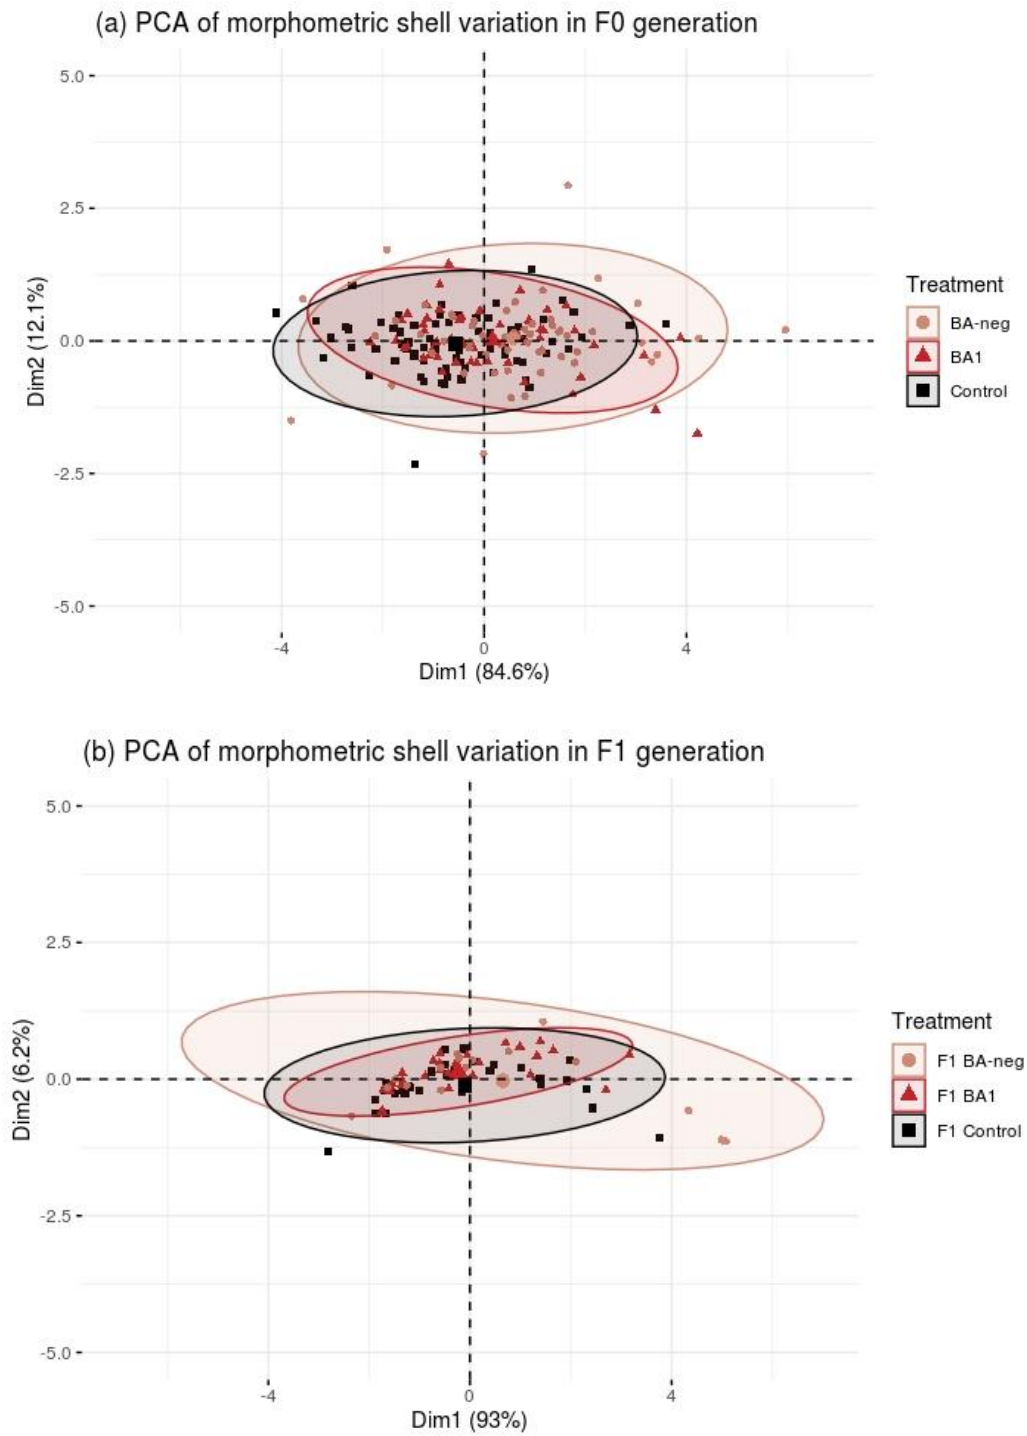 (a) PCA of morphometric shell variation in F0 generation
5.0
2.5
0.0
-2.5
-5.0
Dim2 (12.1%)
-4
0
4
Dim1 (84.6%)
Treatment
BA-neg
BA1
Control
(b) PCA of morphometric shell variation in F1 generation
5.0
2.5
0.0
-2.5
-5.0
Dim2 (6.2%)
-4
0
4
Dim1 (93%)
Treatment
F1 BA-neg
F1 BA1
F1 Control